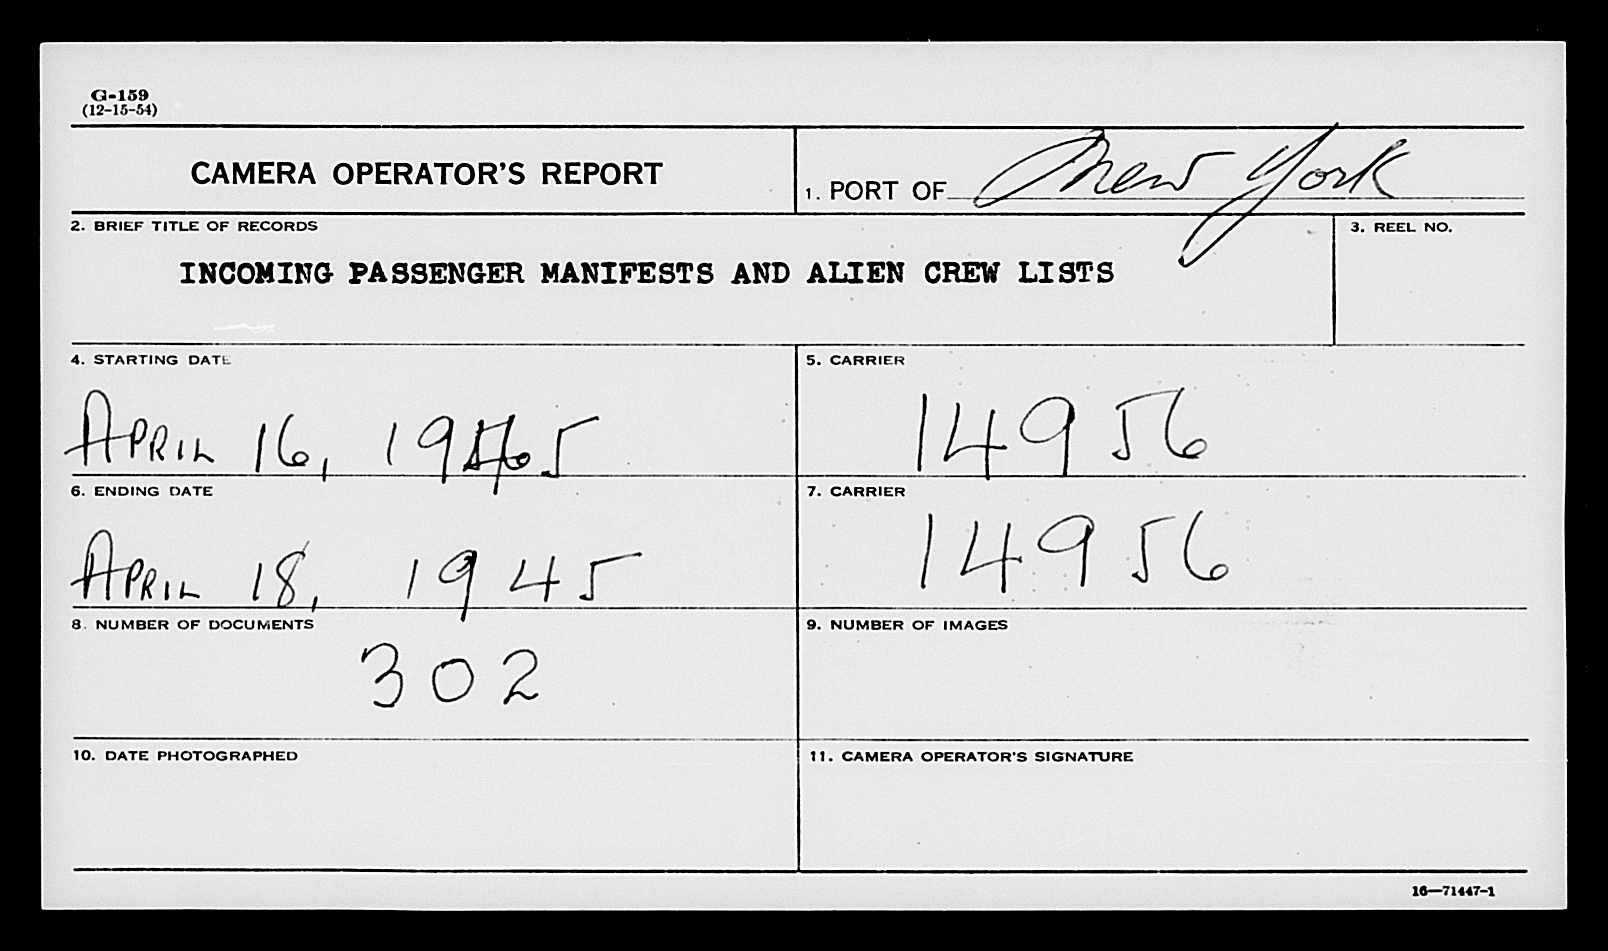 G-159
(12-15-54)
CAMERA OPERATOR'S REPORT
1. PORT OF New York
2. BRIEF TITLE OF RECORDS
INCOMING PASSENGER MANIFESTS AND ALIEN CREW LISTS
3. REEL NO.
4. STARTING DATE
April 16, 1945
5. CARRIER
14956
6. ENDING DATE
April 18, 1945
7. CARRIER
14956
8. NUMBER OF DOCUMENTS
302
9. NUMBER OF IMAGES
10. DATE PHOTOGRAPHED
11. CAMERA OPERATOR'S SIGNATURE
16—71447-1